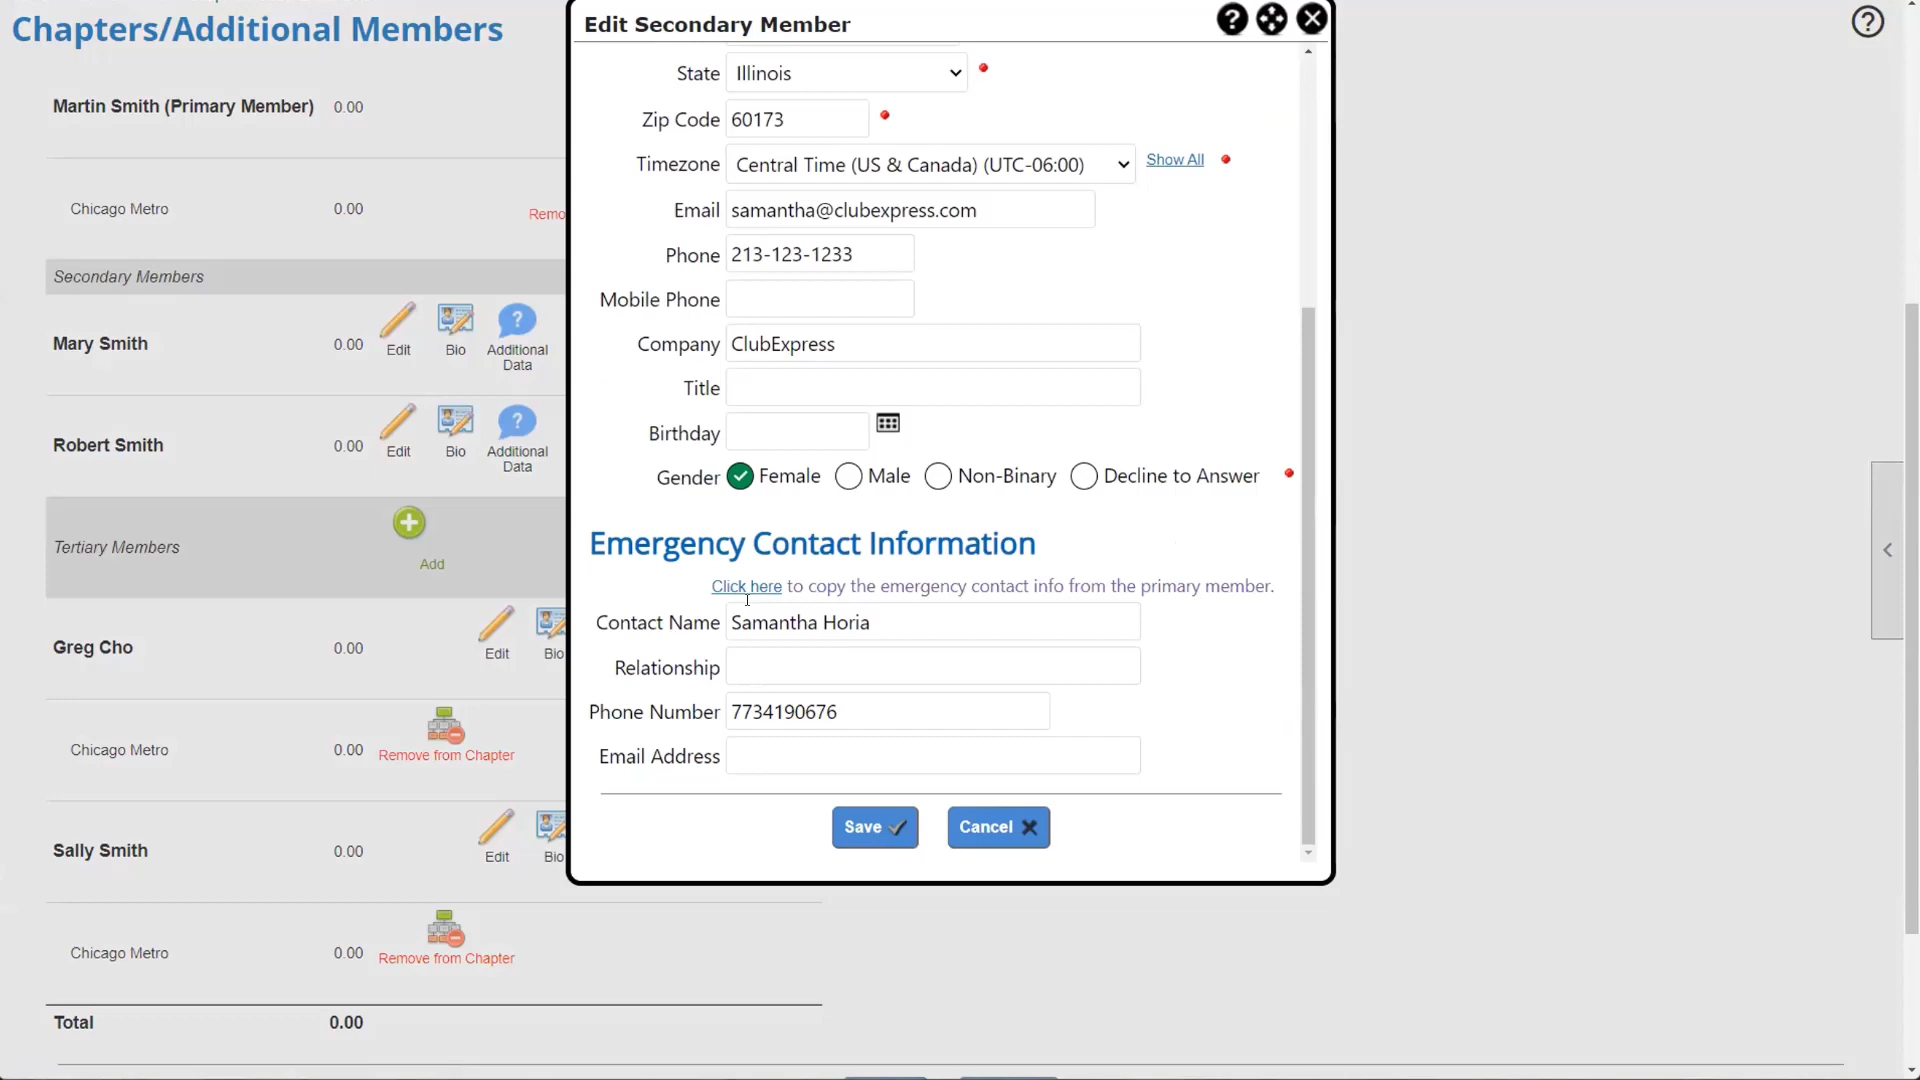 Chapters/Additional Members
Martin Smith (Primary Member) 0.00
Chicago Metro 0.00 Remo
Secondary Members
Mary Smith 0.00 Edit Bio Additional
Data
Robert Smith 0.00 Edit Bio Additional
Data
Tertiary Members Add
Greg Cho 0.00 Edit Bio
Chicago Metro 0.00 Remove from Chapter
Sally Smith 0.00 Edit Bio
Chicago Metro 0.00 Remove from Chapter
Total 0.00
Edit Secondary Member
State Illinois
Zip Code 60173
Timezone Central Time (US & Canada) (UTC-06:00) Show All
Email samantha@clubexpress.com
Phone 213-123-1233
Mobile Phone
Company ClubExpress
Title
Birthday
Gender Female Male Non-Binary Decline to Answer
Emergency Contact Information
Click here to copy the emergency contact info from the primary member.
Contact Name Samantha Horia
Relationship
Phone Number 7734190676
Email Address
Save Cancel